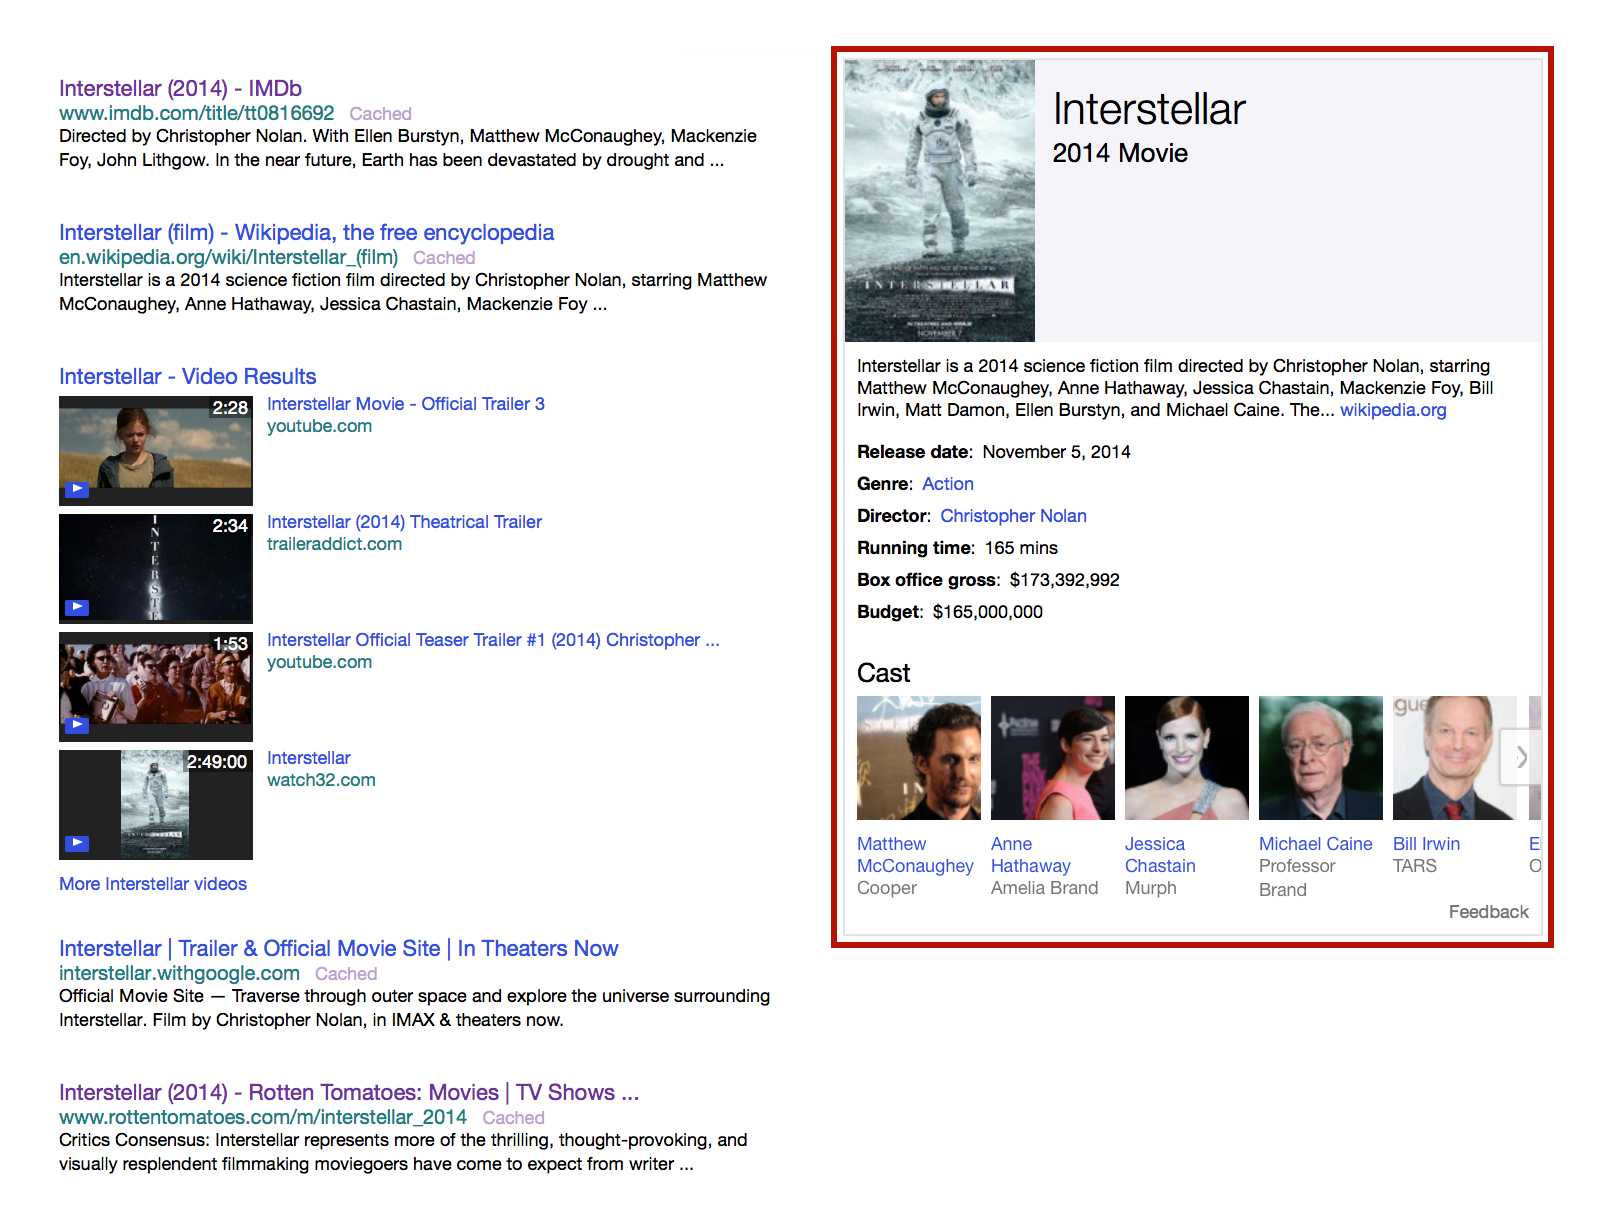 Interstellar (2014) - IMDb
www.imdb.com/title/tt0816692 Cached
Directed by Christopher Nolan. With Ellen Burstyn, Matthew McConaughey, Mackenzie
Foy, John Lithgow. In the near future, Earth has been devastated by drought and ...
Interstellar (film) - Wikipedia, the free encyclopedia
en.wikipedia.org/wiki/Interstellar_(film) Cached
Interstellar is a 2014 science fiction film directed by Christopher Nolan, starring Matthew
McConaughey, Anne Hathaway, Jessica Chastain, Mackenzie Foy ...
Interstellar - Video Results
2:28
Interstellar Movie - Official Trailer 3
youtube.com
2:34
INTERSTE
Interstellar (2014) Theatrical Trailer
traileraddict.com
1:53
Interstellar Official Teaser Trailer #1 (2014) Christopher ...
youtube.com
2:49:00
INTERSTELLAR
Interstellar
watch32.com
More Interstellar videos
Interstellar | Trailer & Official Movie Site | In Theaters Now
interstellar.withgoogle.com Cached
Official Movie Site — Traverse through outer space and explore the universe surrounding
Interstellar. Film by Christopher Nolan, in IMAX & theaters now.
Interstellar (2014) - Rotten Tomatoes: Movies | TV Shows ...
www.rottentomatoes.com/m/interstellar_2014 Cached
Critics Consensus: Interstellar represents more of the thrilling, thought-provoking, and
visually resplendent filmmaking moviegoers have come to expect from writer ...
INTERSTELLAR
IN THEATRES AND IMAX
NOVEMBER 7
Interstellar
2014 Movie
Interstellar is a 2014 science fiction film directed by Christopher Nolan, starring
Matthew McConaughey, Anne Hathaway, Jessica Chastain, Mackenzie Foy, Bill
Irwin, Matt Damon, Ellen Burstyn, and Michael Caine. The... wikipedia.org
Release date: November 5, 2014
Genre: Action
Director: Christopher Nolan
Running time: 165 mins
Box office gross: $173,392,992
Budget: $165,000,000
Cast
Matthew
McConaughey
Cooper
Anne
Hathaway
Amelia Brand
Jessica
Chastain
Murph
Michael Caine
Professor
Brand
Bill Irwin
TARS
Feedback